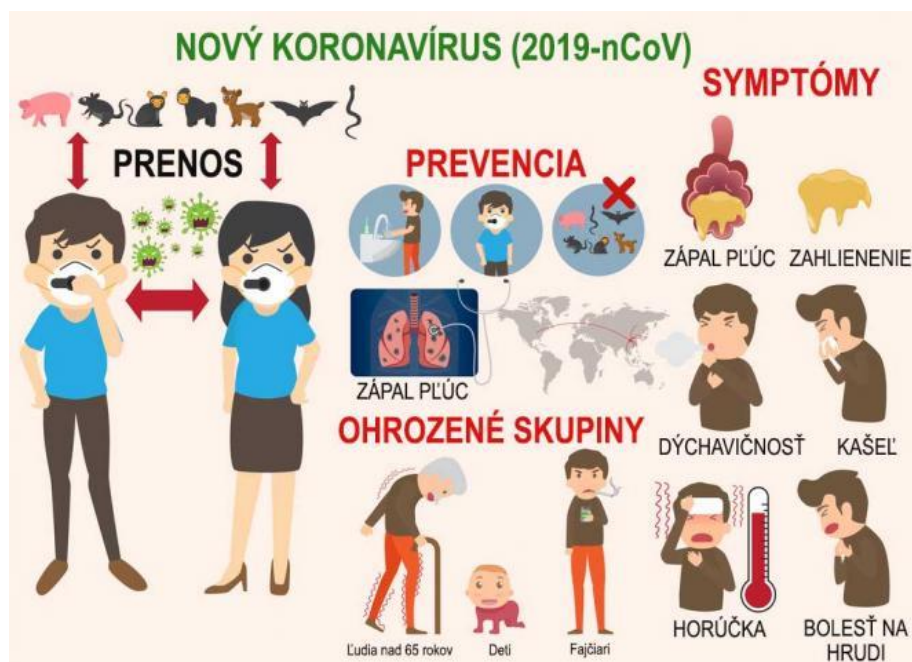 NOVÝ KORONAVÍRUS (2019-nCoV)
PRENOS
PREVENCIA
ZÁPAL PĽÚC
OHROZENÉ SKUPINY
Ľudia nad 65 rokov
Deti
Fajčiari
SYMPTÓMY
ZÁPAL PĽÚC
ZAHLIENENIE
DÝCHAVIČNOSŤ
KAŠEĽ
HORÚČKA
BOLESŤ NA
HRUDI